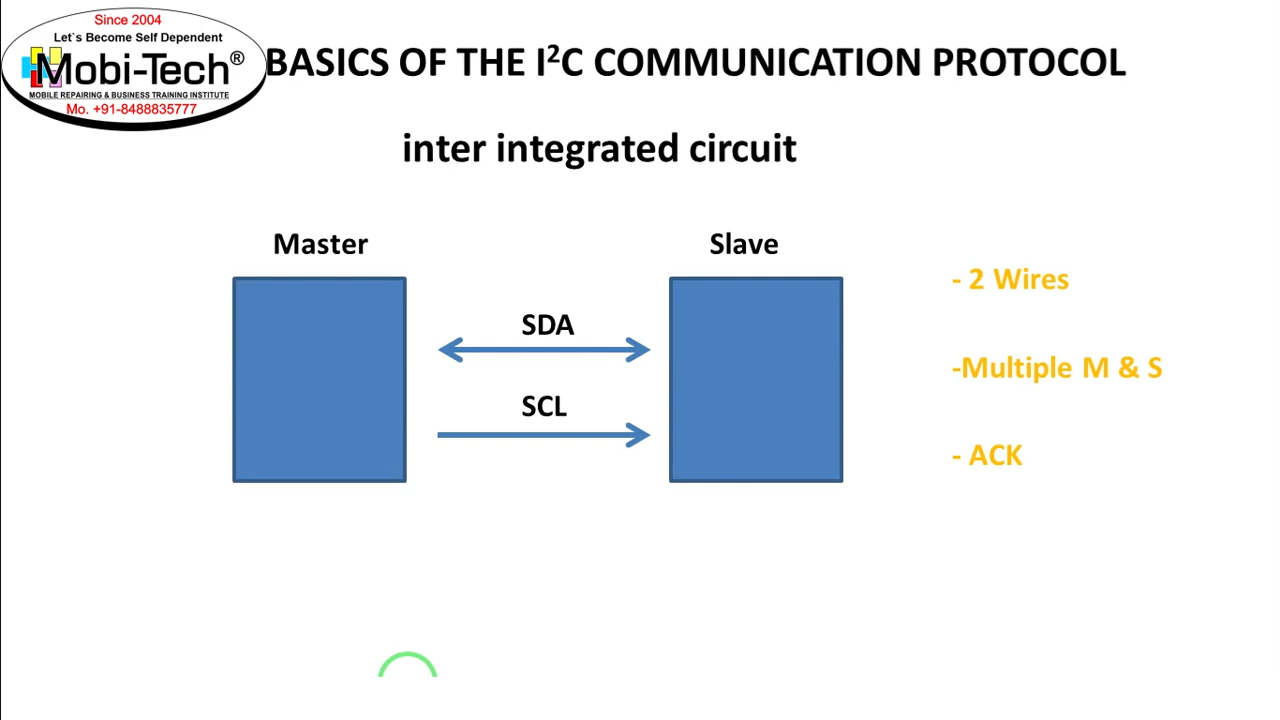 Since 2004
Let`s Become Self Dependent
Mobi-Tech®
MOBILE REPAIRING & BUSINESS TRAINING INSTITUTE
Mo. +91-8488835777
BASICS OF THE I²C COMMUNICATION PROTOCOL
inter integrated circuit
Master
Slave
SDA
SCL
- 2 Wires
-Multiple M & S
- ACK